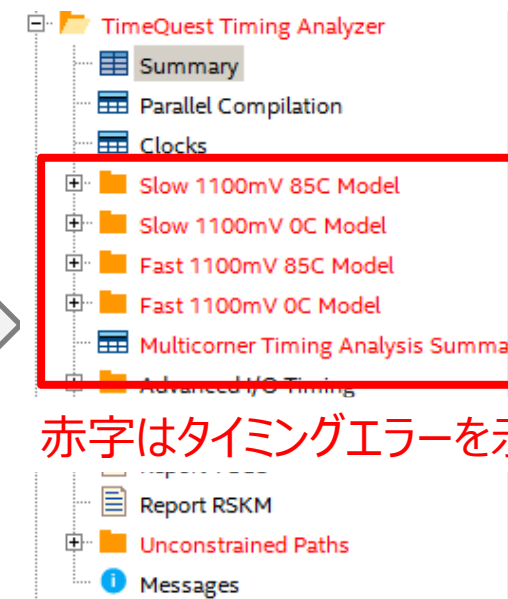 TimeQuest Timing Analyzer
Summary
Parallel Compilation
Clocks
Slow 1100mV 85C Model
Slow 1100mV 0C Model
Fast 1100mV 85C Model
Fast 1100mV 0C Model
Multicorner Timing Analysis Summa
Advanced I/O Timing
赤字はタイミングエラーを示
Report RSKM
Unconstrained Paths
Messages